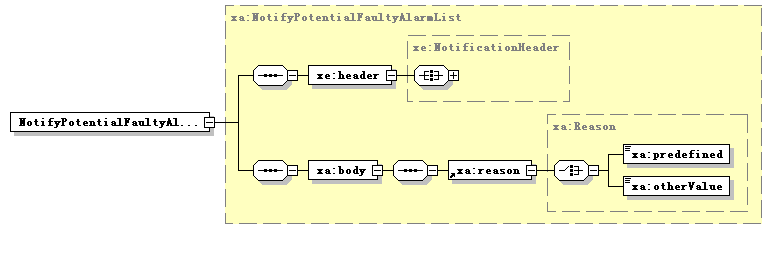 xa:NotifyPotentialFaultyAlarmList
xe:NotificationHeader
xe:header
NotifyPotentialFaultyAl...
xa:Reason
xa:predefined
xa:body
xa:reason
xa:otherValue